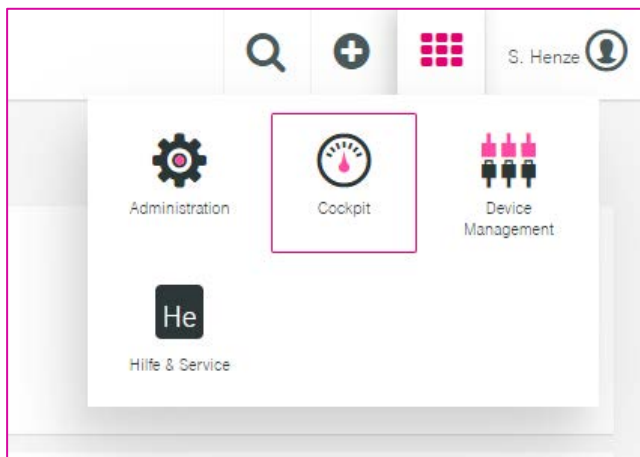 S. Henze
Administration
Cockpit
Device
Management
He
Hilfe & Service